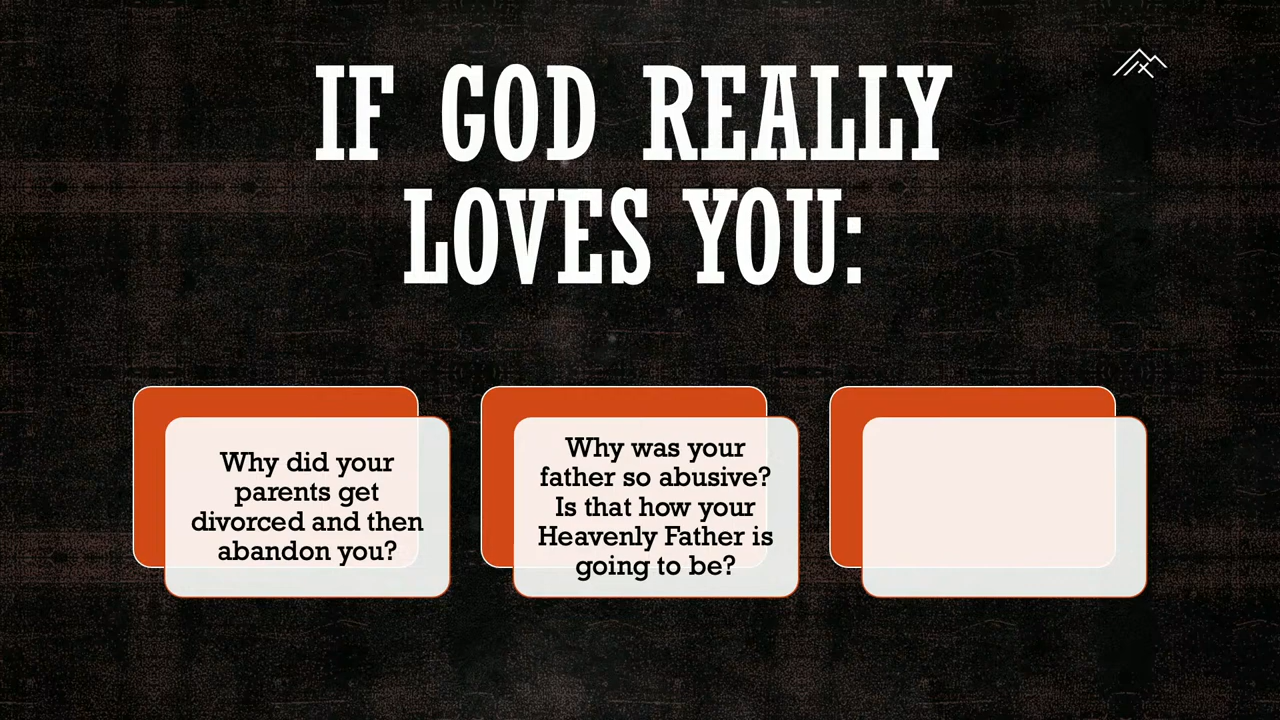 IF GOD REALLY
LOVES YOU:
Why did your
parents get
divorced and then
abandon you?
Why was your
father so abusive?
Is that how your
Heavenly Father is
going to be?